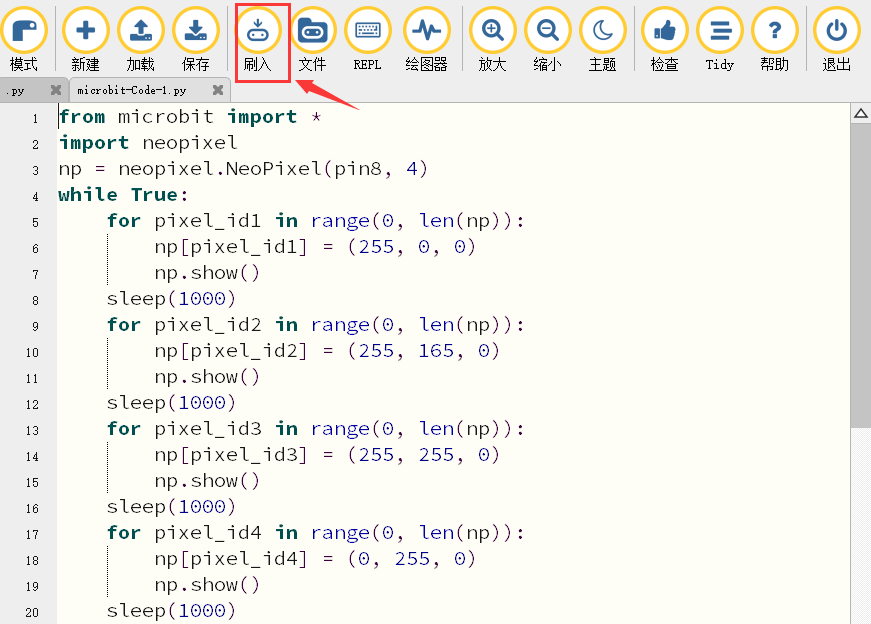 模式 新建 加载 保存 刷入 文件 REPL 绘图器 放大 缩小 主题 检查 Tidy 帮助 退出
.py microbit-Code-1.py
1 from microbit import *
2 import neopixel
3 np = neopixel.NeoPixel(pin8, 4)
4 while True:
5     for pixel_id1 in range(0, len(np)):
6         np[pixel_id1] = (255, 0, 0)
7         np.show()
8     sleep(1000)
9     for pixel_id2 in range(0, len(np)):
10         np[pixel_id2] = (255, 165, 0)
11         np.show()
12     sleep(1000)
13     for pixel_id3 in range(0, len(np)):
14         np[pixel_id3] = (255, 255, 0)
15         np.show()
16     sleep(1000)
17     for pixel_id4 in range(0, len(np)):
18         np[pixel_id4] = (0, 255, 0)
19         np.show()
20     sleep(1000)